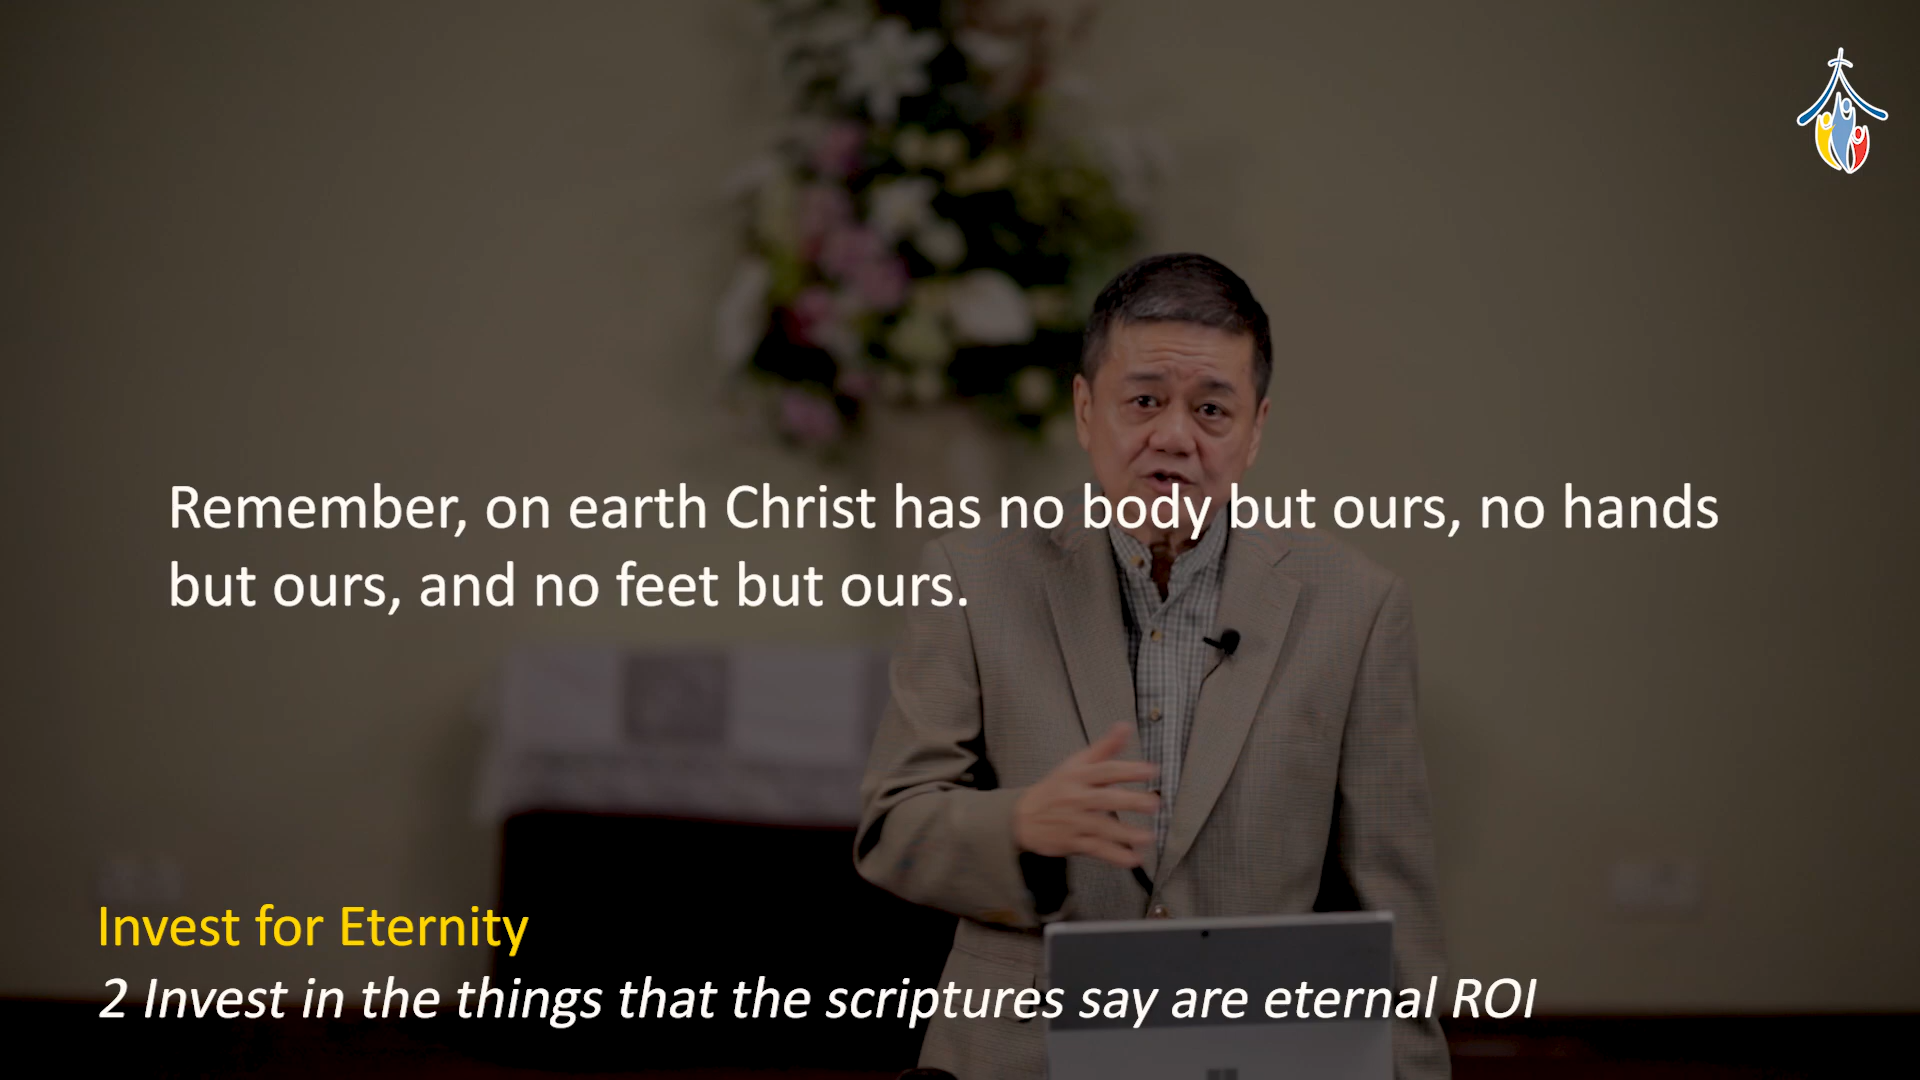 Remember, on earth Christ has no body but ours, no hands
but ours, and no feet but ours.
Invest for Eternity
2 Invest in the things that the scriptures say are eternal ROI